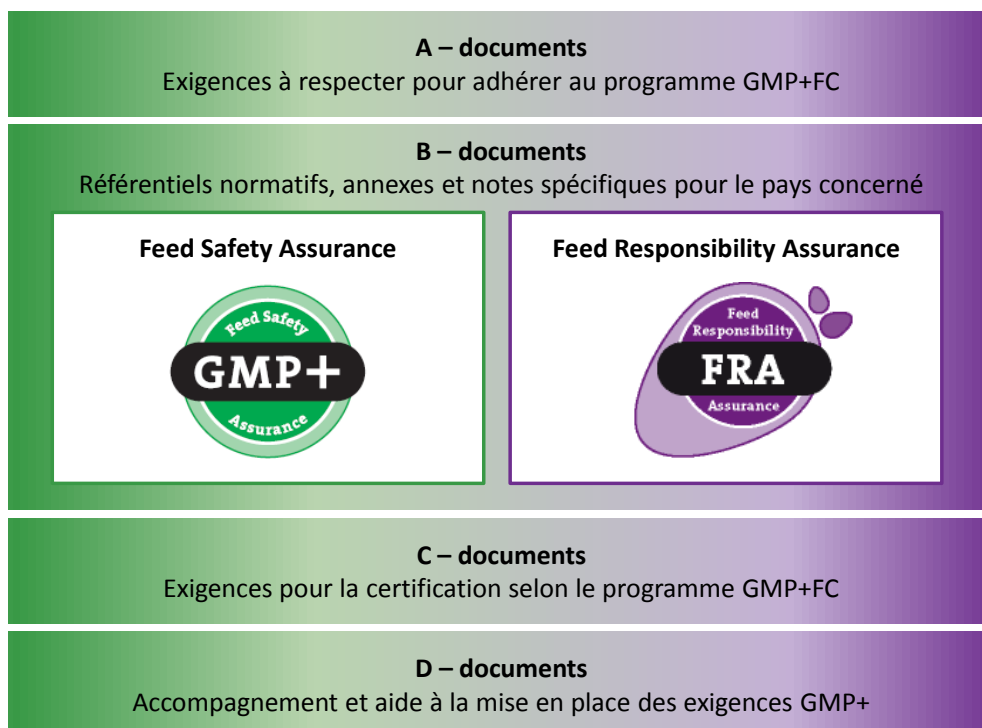 A – documents
Exigences à respecter pour adhérer au programme GMP+FC
B – documents
Référentiels normatifs, annexes et notes spécifiques pour le pays concerné
Feed Safety Assurance
Feed Safety
GMP+
Assurance
Feed Responsibility Assurance
Feed
Responsibility
FRA
Assurance
C – documents
Exigences pour la certification selon le programme GMP+FC
D – documents
Accompagnement et aide à la mise en place des exigences GMP+